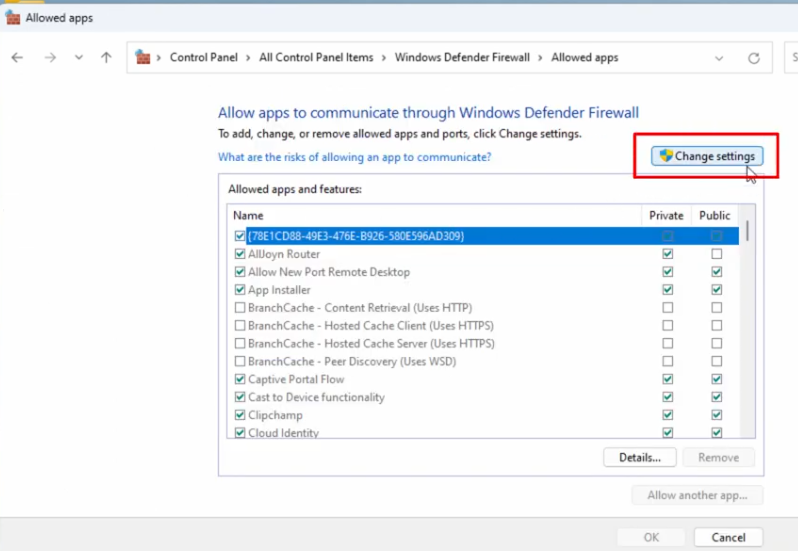 Allowed apps
Control Panel > All Control Panel Items > Windows Defender Firewall > Allowed apps
S
Allow apps to communicate through Windows Defender Firewall
To add, change, or remove allowed apps and ports, click Change settings.
What are the risks of allowing an app to communicate?
Change settings
Allowed apps and features:
Name Private Public
{78E1CD88-49E3-476E-B926-580E596AD309}
AllJoyn Router
Allow New Port Remote Desktop
App Installer
BranchCache - Content Retrieval (Uses HTTP)
BranchCache - Hosted Cache Client (Uses HTTPS)
BranchCache - Hosted Cache Server (Uses HTTPS)
BranchCache - Peer Discovery (Uses WSD)
Captive Portal Flow
Cast to Device functionality
Clipchamp
Cloud Identity
Details... Remove
Allow another app...
OK Cancel